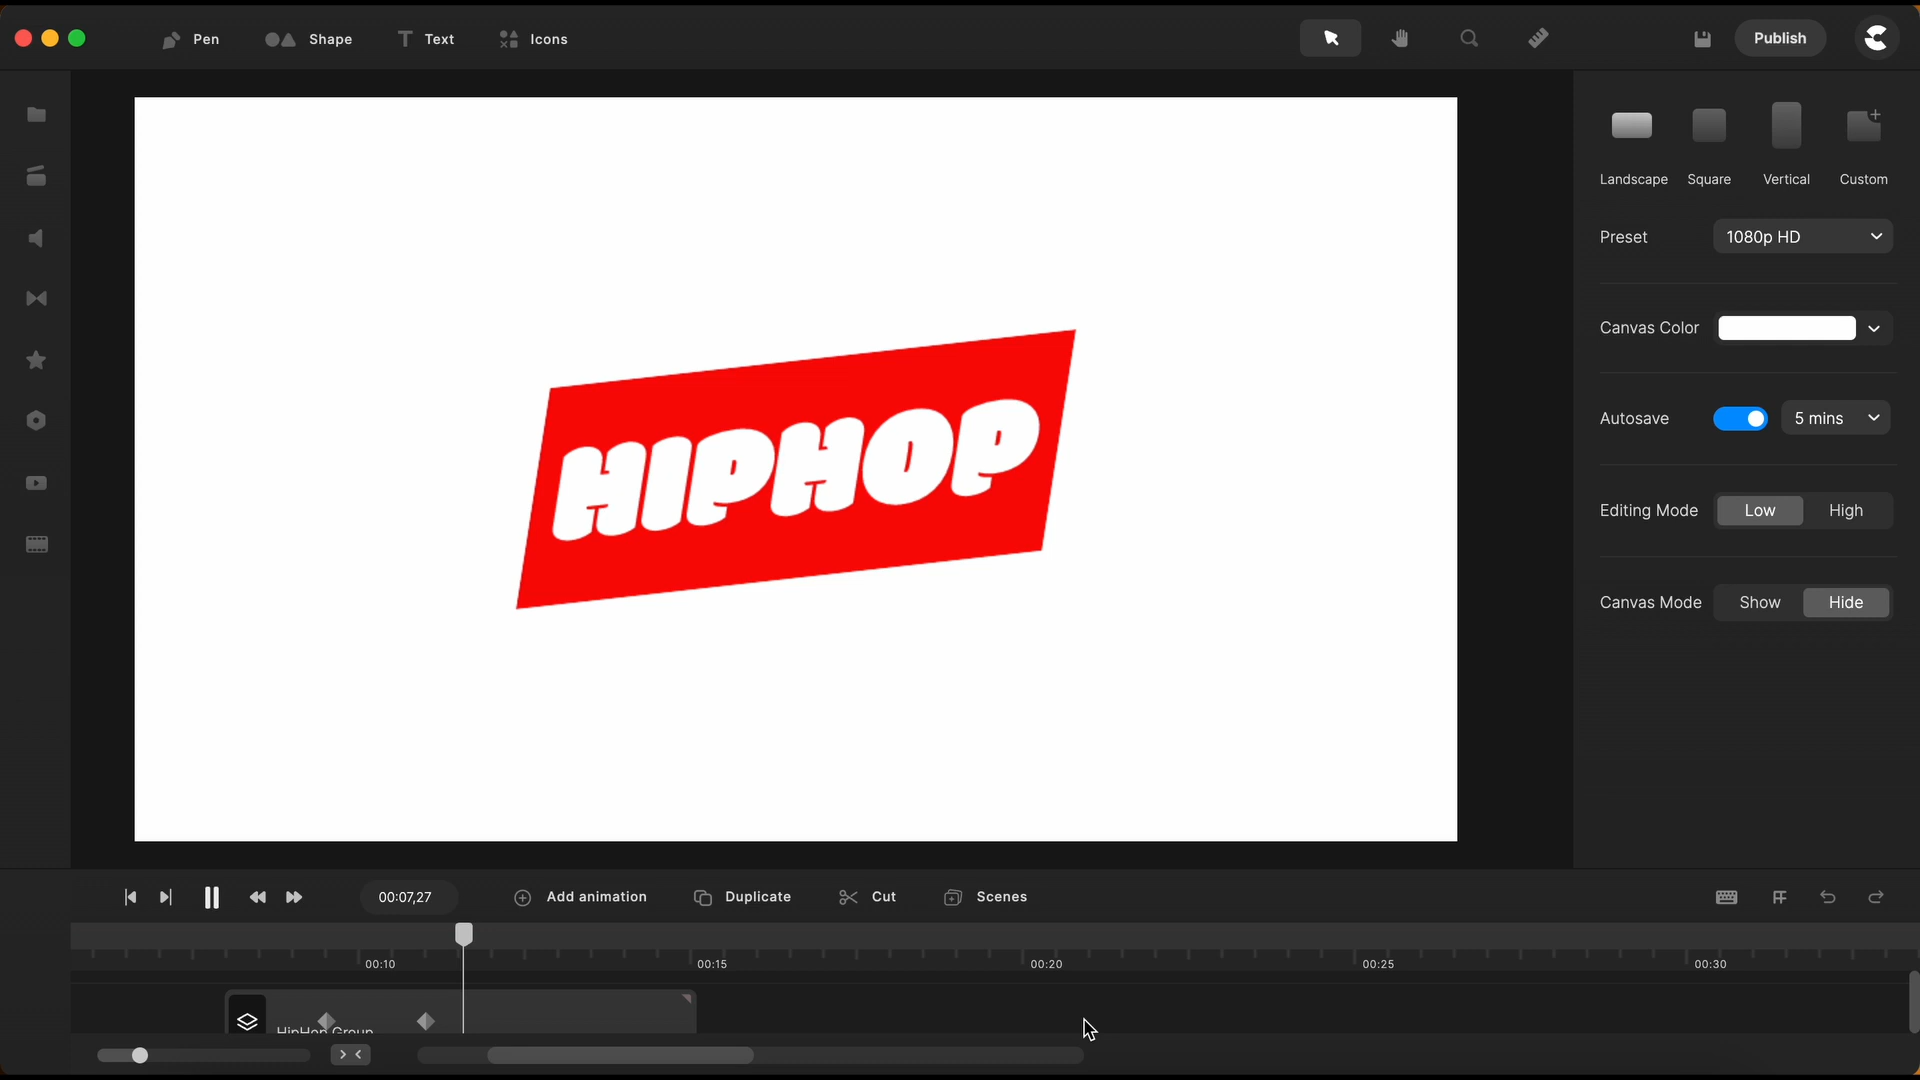 Pen Shape Text Icons Publish
Landscape Square Vertical Custom
Preset 1080p HD
Canvas Color
Autosave 5 mins
Editing Mode Low High
Canvas Mode Show Hide
HIPHOP
00:07,27 Add animation Duplicate Cut Scenes
00:10 00:15 00:20 00:25 00:30
HipHop Group